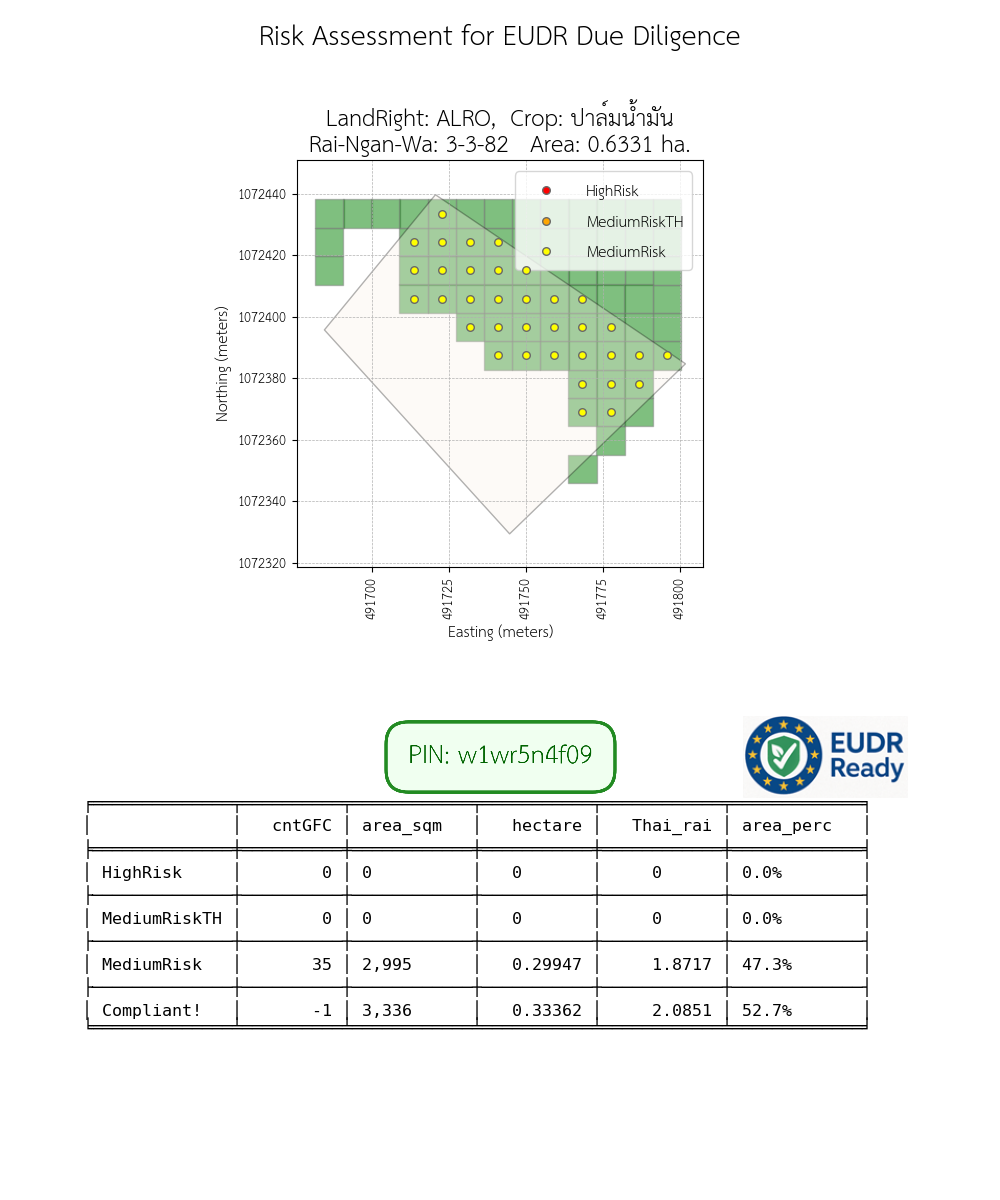 Risk Assessment for EUDR Due Diligence
LandRight: ALRO,  Crop: ปาล์มน้ำมัน
Rai-Ngan-Wa: 3-3-82   Area: 0.6331 ha.
HighRisk
MediumRiskTH
MediumRisk
1072440
1072420
1072400
1072380
1072360
1072340
1072320
Northing (meters)
491700
491725
491750
491775
491800
Easting (meters)
PIN: w1wr5n4f09
EUDR
Ready
cntGFC area_sqm hectare Thai_rai area_perc
HighRisk 0 0 0 0 0.0%
MediumRiskTH 0 0 0 0 0.0%
MediumRisk 35 2,995 0.29947 1.8717 47.3%
Compliant! -1 3,336 0.33362 2.0851 52.7%